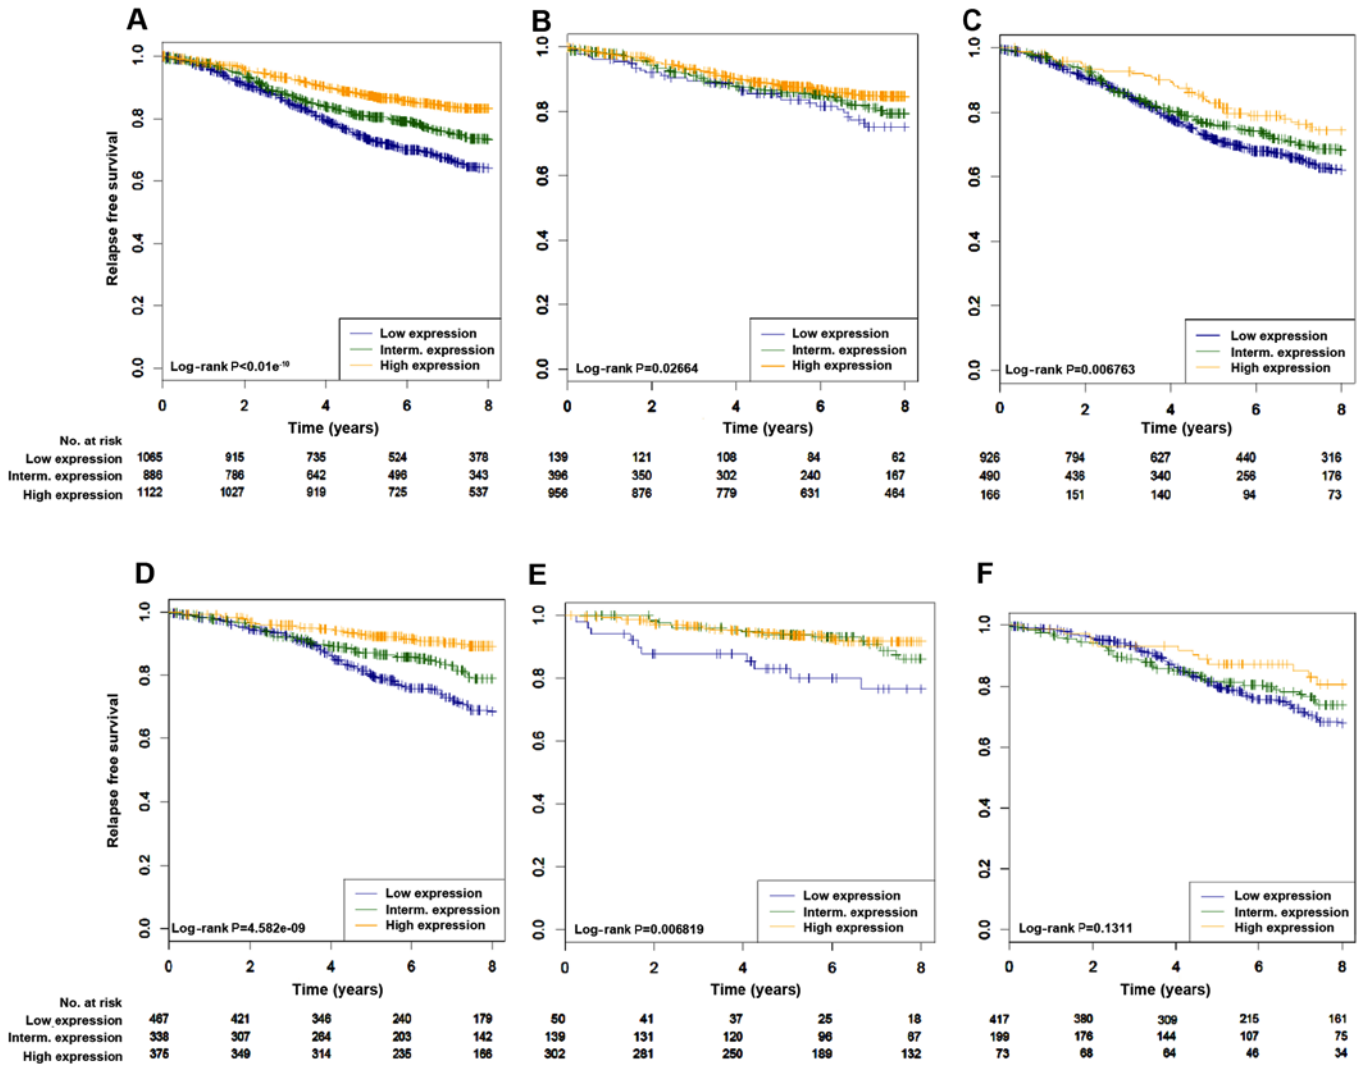 A
B
C
Relapse free survival
1.0
0.8
0.6
0.4
0.2
0.0
Low expression
Interm. expression
High expression
Log-rank P<0.01e⁻¹⁰
0 2 4 6 8
Time (years)
1.0
0.8
0.6
0.4
0.2
0.0
Low expression
Interm. expression
High expression
Log-rank P=0.02664
0 2 4 6 8
Time (years)
1.0
0.8
0.6
0.4
0.2
0.0
Low expression
Interm. expression
High expression
Log-rank P=0.006763
0 2 4 6 8
Time (years)
No. at risk
Low expression 1065 915 735 524 378 139 121 108 84 62 926 794 627 440 316
Interm. expression 886 786 642 496 343 396 350 302 240 167 490 436 340 256 176
High expression 1122 1027 919 725 537 956 876 779 631 464 166 151 140 94 73
D
E
F
Relapse free survival
1.0
0.8
0.6
0.4
0.2
0.0
Low expression
Interm. expression
High expression
Log-rank P=4.582e-09
0 2 4 6 8
Time (years)
1.0
0.8
0.6
0.4
0.2
0.0
Low expression
Interm. expression
High expression
Log-rank P=0.006819
0 2 4 6 8
Time (years)
1.0
0.8
0.6
0.4
0.2
0.0
Low expression
Interm. expression
High expression
Log-rank P=0.1311
0 2 4 6 8
Time (years)
No. at risk
Low expression 467 421 346 240 179 50 41 37 25 18 417 380 309 215 161
Interm. expression 338 307 264 203 142 139 131 120 96 67 199 176 144 107 75
High expression 375 349 314 235 166 302 281 250 189 132 73 68 64 46 34